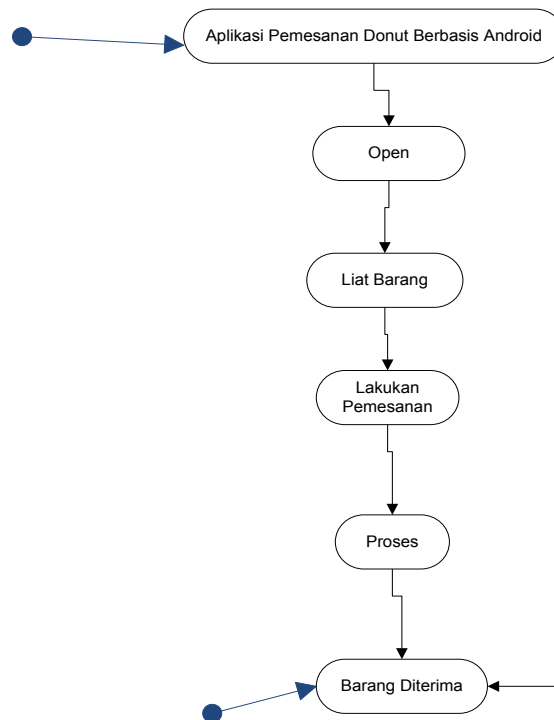 Aplikasi Pemesanan Donut Berbasis Android
Open
Liat Barang
Lakukan
Pemesanan
Proses
Barang Diterima